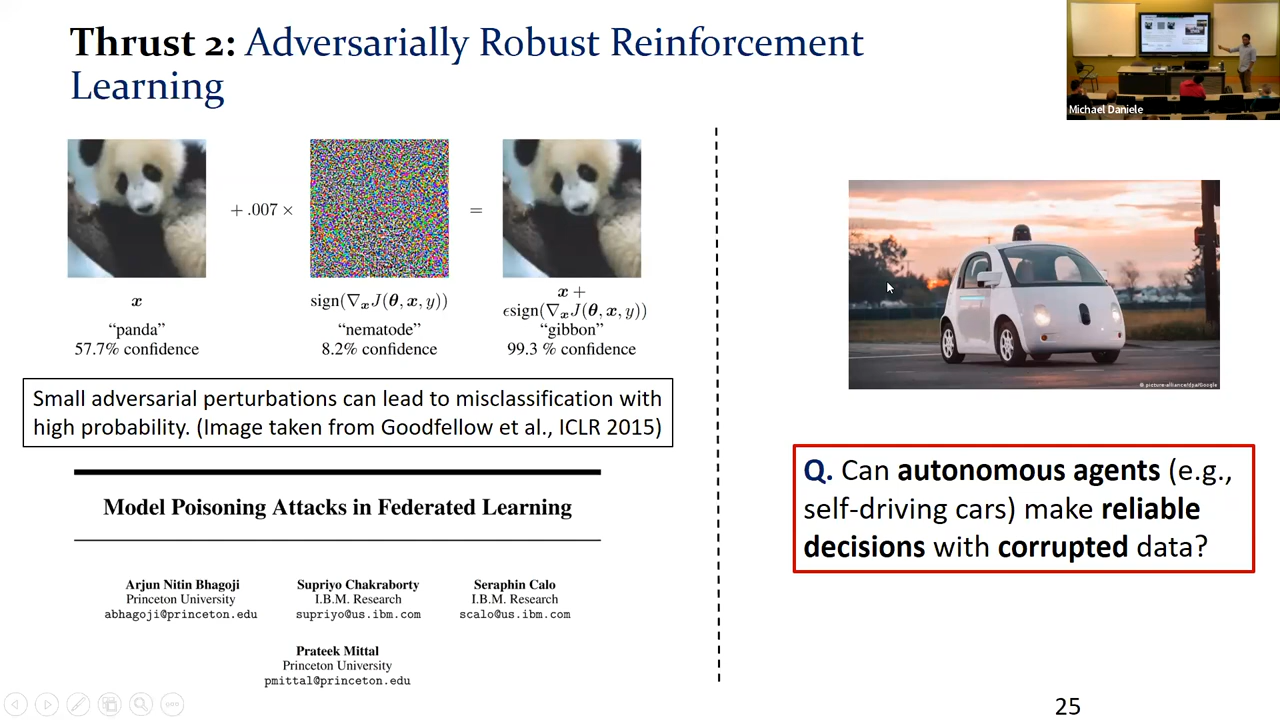 Thrust 2: Adversarially Robust Reinforcement
Learning
Michael Daniele
+ .007 ×
=
x
"panda"
57.7% confidence
sign(∇ₓJ(θ, x, y))
"nematode"
8.2% confidence
x +
ϵsign(∇ₓJ(θ, x, y))
"gibbon"
99.3 % confidence
Small adversarial perturbations can lead to misclassification with
high probability. (Image taken from Goodfellow et al., ICLR 2015)
Model Poisoning Attacks in Federated Learning
Arjun Nitin Bhagoji
Princeton University
abhagoji@princeton.edu
Supriyo Chakraborty
I.B.M. Research
supriyo@us.ibm.com
Seraphin Calo
I.B.M. Research
scalo@us.ibm.com
Prateek Mittal
Princeton University
pmittal@princeton.edu
© picture-alliance/dpa/Google
Q. Can autonomous agents (e.g.,
self-driving cars) make reliable
decisions with corrupted data?
25